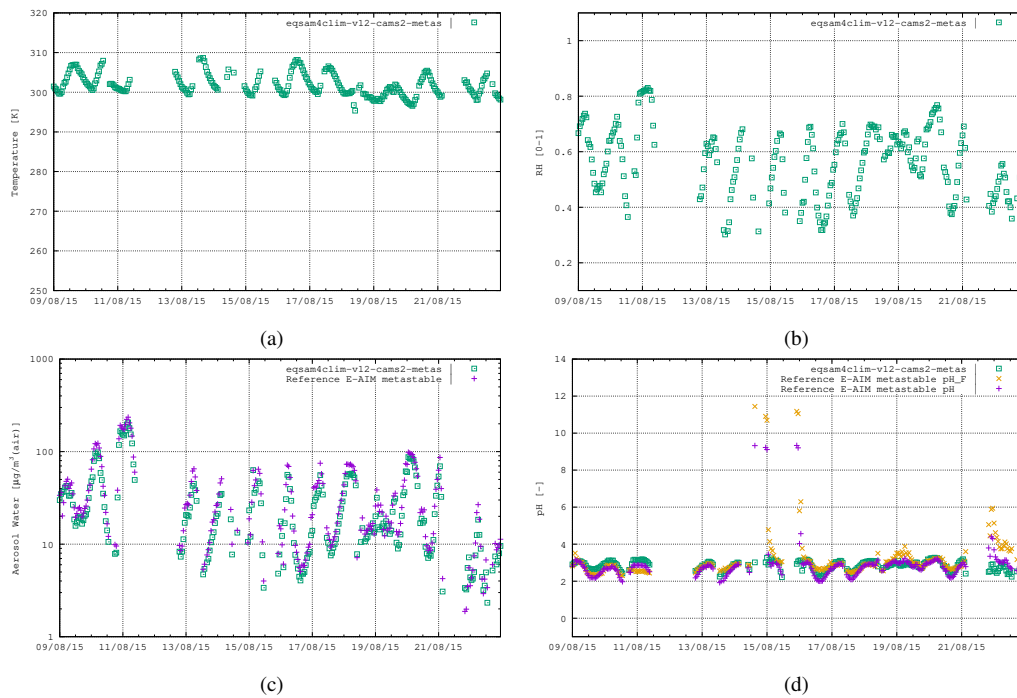 eqsam4clim-v12-cams2-metas
320
310
300
290
280
270
260
250
Temperature [K]
09/08/15 11/08/15 13/08/15 15/08/15 17/08/15 19/08/15 21/08/15
(a)
eqsam4clim-v12-cams2-metas
1
0.8
0.6
0.4
0.2
RH [0-1]
09/08/15 11/08/15 13/08/15 15/08/15 17/08/15 19/08/15 21/08/15
(b)
eqsam4clim-v12-cams2-metas
Reference E-AIM metastable
1000
100
10
1
Aerosol Water [µg/m³(air)]
09/08/15 11/08/15 13/08/15 15/08/15 17/08/15 19/08/15 21/08/15
(c)
eqsam4clim-v12-cams2-metas
Reference E-AIM metastable pH_F
Reference E-AIM metastable pH
14
12
10
8
6
4
2
0
pH [-]
09/08/15 11/08/15 13/08/15 15/08/15 17/08/15 19/08/15 21/08/15
(d)